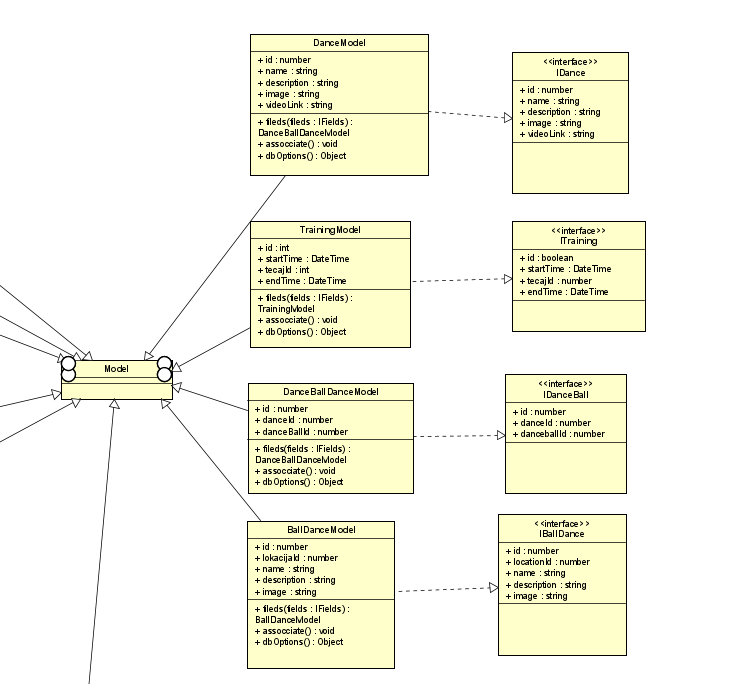 DanceModel
+ id : number
+ name : string
+ description : string
+ image : string
+ videoLink : string
+ fileds(fileds : IFields) :
DanceBallDanceModel
+ assocciate() : void
+ dbOptions() : Object
<<interface>>
IDance
+ id : number
+ name : string
+ description : string
+ image : string
+ videoLink : string
TrainingModel
+ id : int
+ startTime : DateTime
+ tecajId : int
+ endTime : DateTime
+ fileds(fields : IFields) :
TrainingModel
+ assocciate() : void
+ dbOptions() : Object
<<interface>>
ITraining
+ id : boolean
+ startTime : DateTime
+ tecajId : number
+ endTime : DateTime
Model
DanceBallDanceModel
+ id : number
+ danceId : number
+ danceBallId : number
+ fileds(fields : IFields) :
DanceBallDanceModel
+ assocciate() : void
+ dbOptions() : Object
<<interface>>
IDanceBall
+ id : number
+ danceId : number
+ danceballId : number
BallDanceModel
+ id : number
+ lokacijaId : number
+ name : string
+ description : string
+ image : string
+ fileds(fields : IFields) :
BallDanceModel
+ assocciate() : void
+ dbOptions() : Object
<<interface>>
IBallDance
+ id : number
+ locationId : number
+ name : string
+ description : string
+ image : string